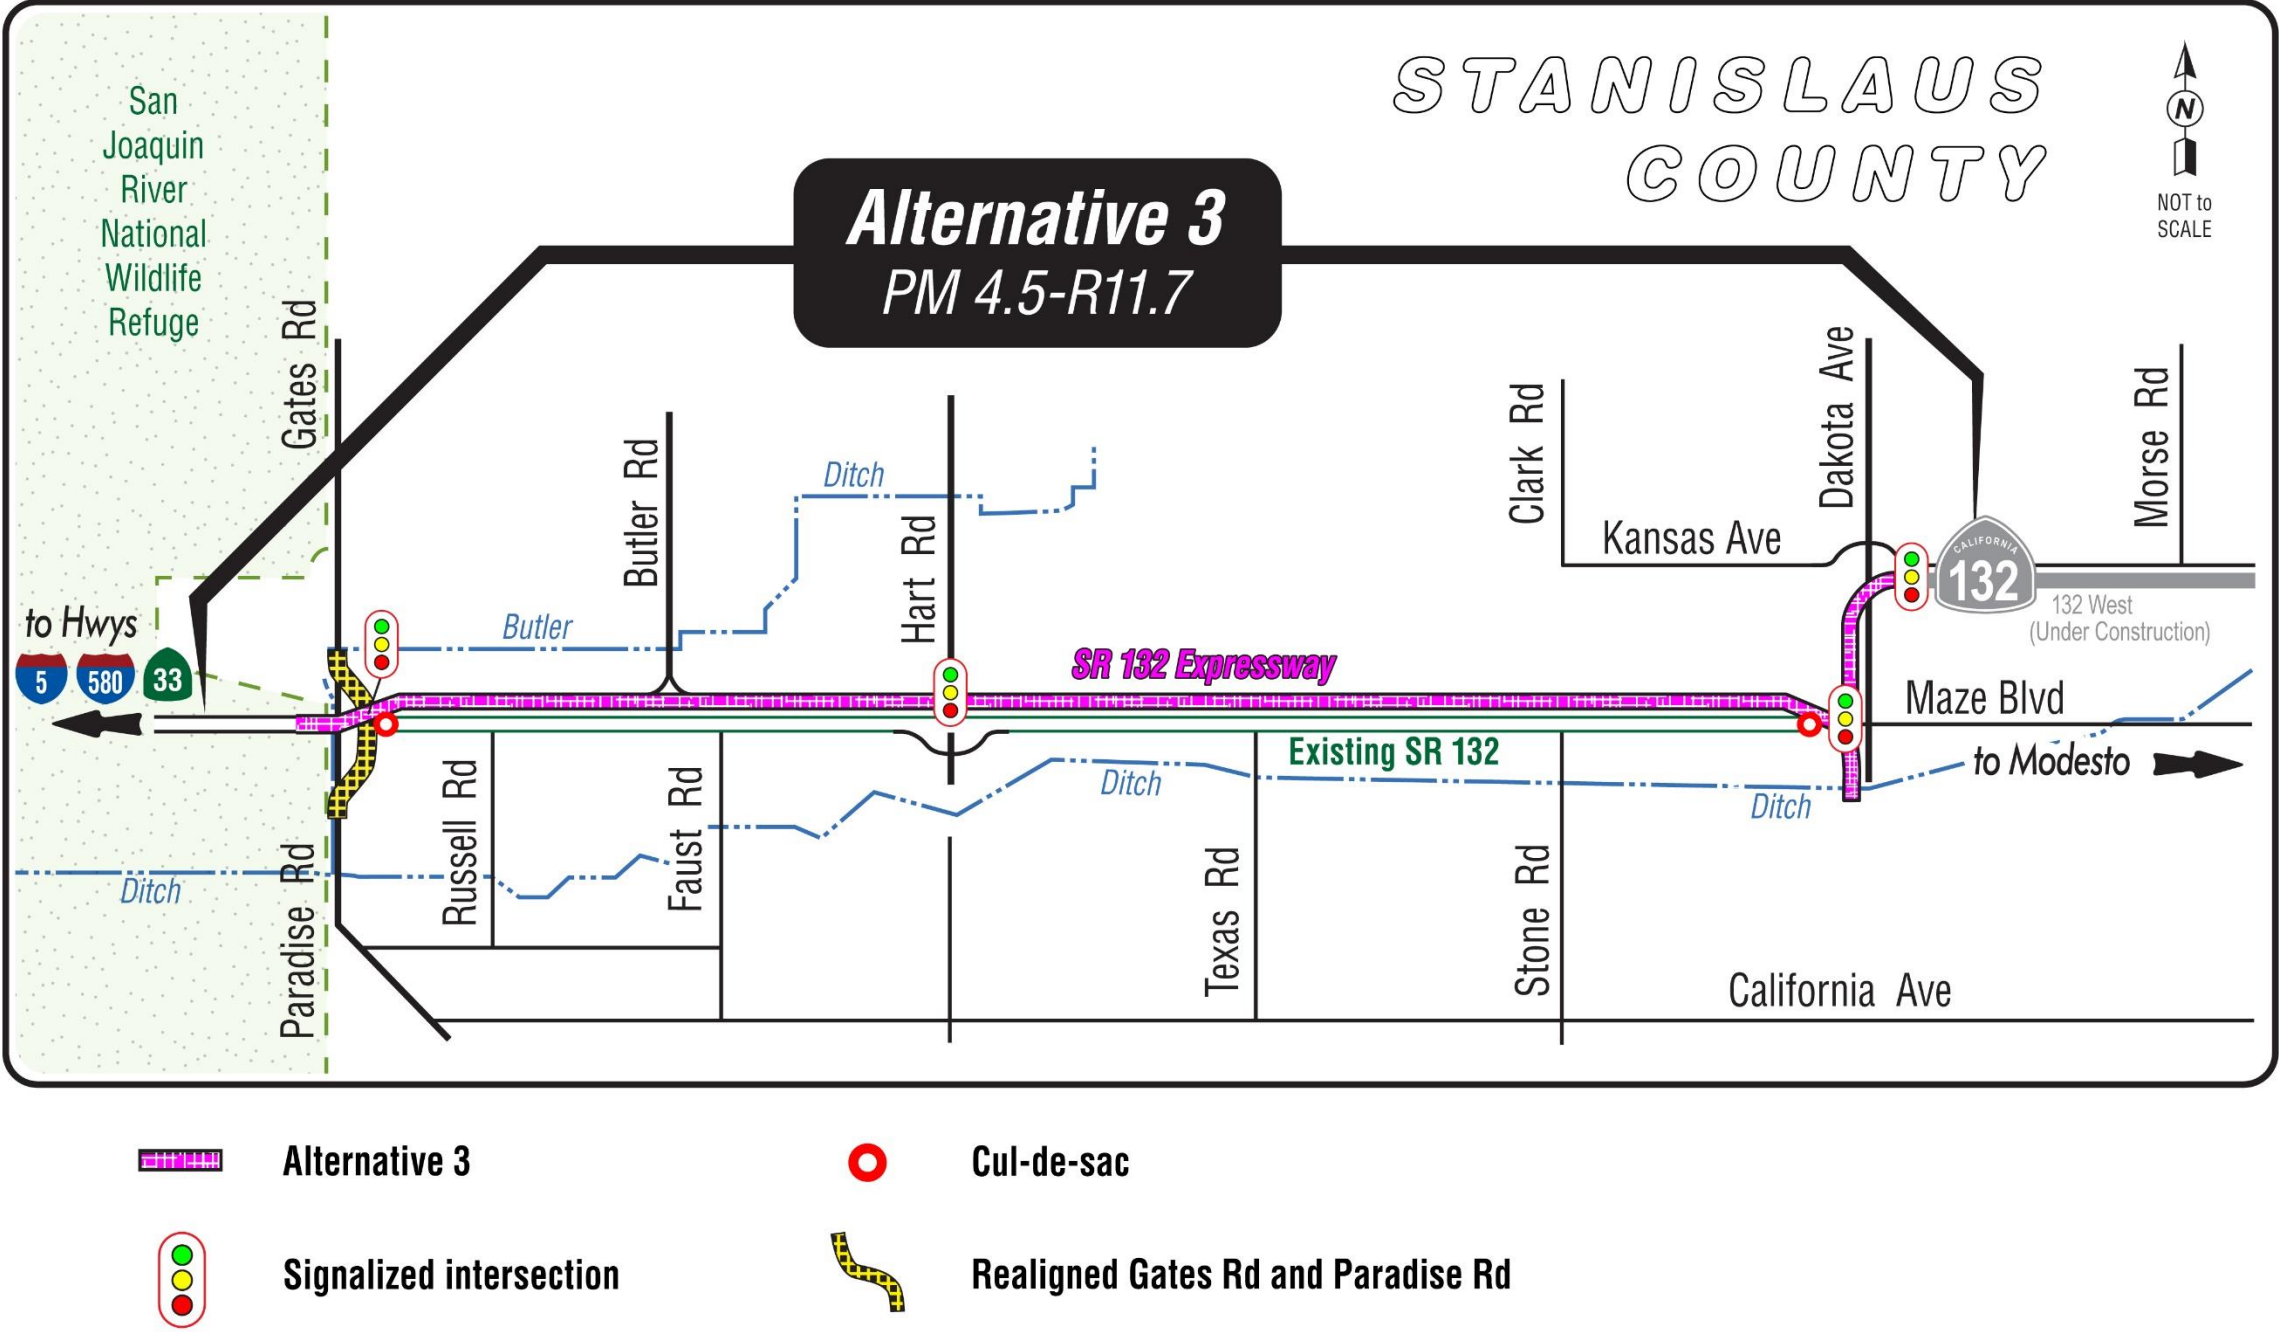 STANISLAUS
COUNTY
N
NOT to
SCALE
San
Joaquin
River
National
Wildlife
Refuge
Alternative 3
PM 4.5-R11.7
Gates Rd
Butler Rd
Hart Rd
Clark Rd
Dakota Ave
Morse Rd
Ditch
Kansas Ave
CALIFORNIA
132
132 West
(Under Construction)
to Hwys
5
580
33
Butler
SR 132 Expressway
Maze Blvd
Existing SR 132
to Modesto
Ditch
Ditch
Ditch
Paradise Rd
Russell Rd
Faust Rd
Texas Rd
Stone Rd
California Ave
Alternative 3
Cul-de-sac
Signalized intersection
Realigned Gates Rd and Paradise Rd